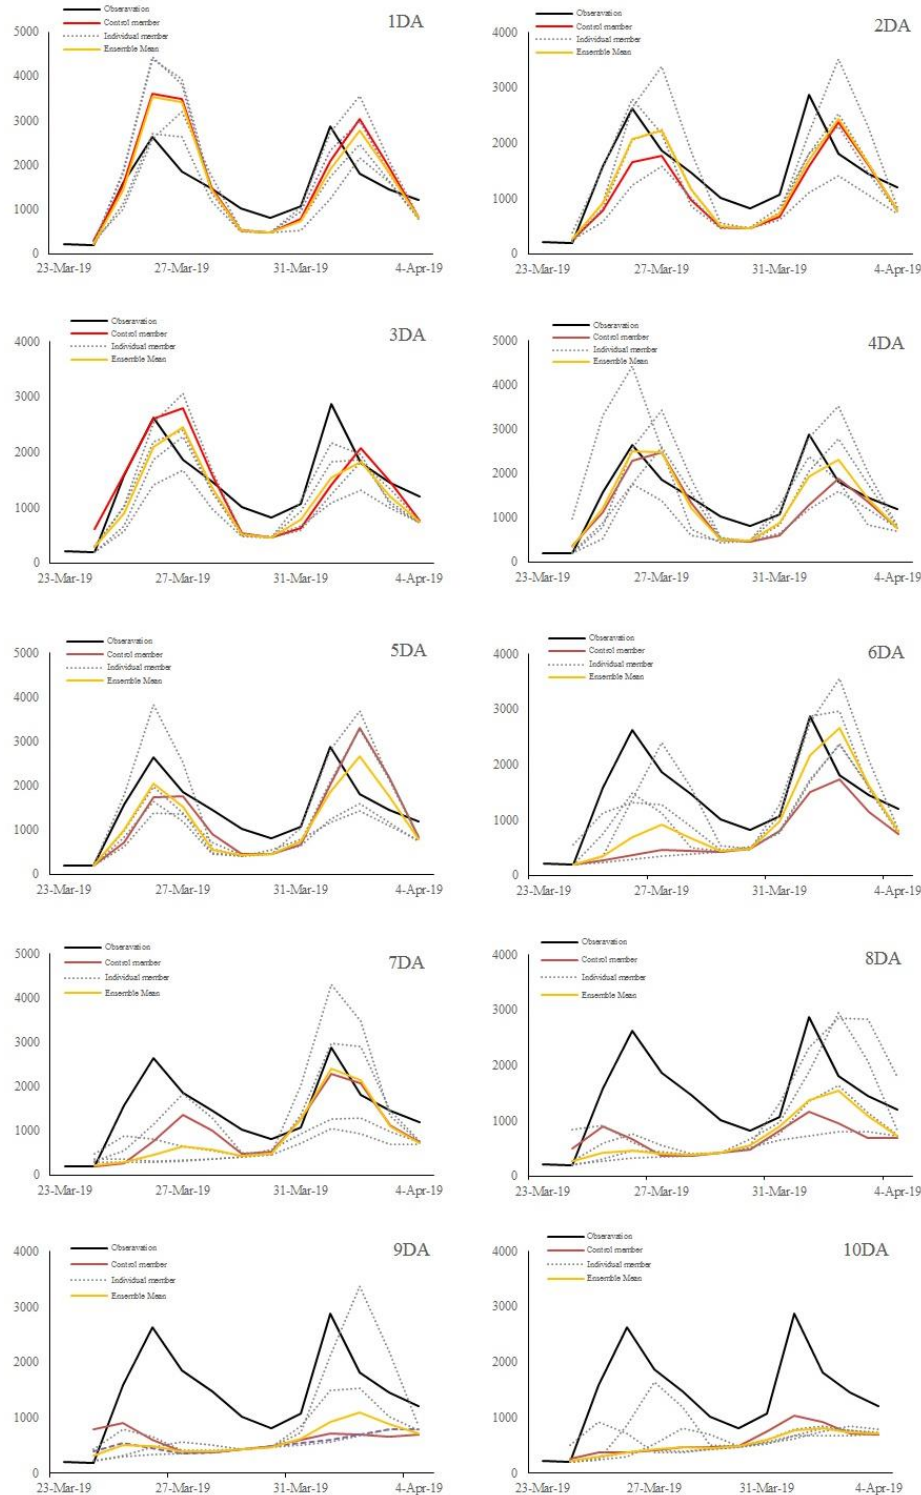 Obseravation
Control member
Individual member
Ensemble Mean
1DA
5000
4000
3000
2000
1000
0
23-Mar-19 27-Mar-19 31-Mar-19 4-Apr-19
Obseravation
Control member
Individual member
Ensemble Mean
2DA
4000
3000
2000
1000
0
23-Mar-19 27-Mar-19 31-Mar-19 4-Apr-19
Obseravation
Control member
Individual member
Ensemble Mean
3DA
4000
3000
2000
1000
0
23-Mar-19 27-Mar-19 31-Mar-19 4-Apr-19
Obseravation
Control member
Individual member
Ensemble Mean
4DA
5000
4000
3000
2000
1000
0
23-Mar-19 27-Mar-19 31-Mar-19 4-Apr-19
Obseravation
Control member
Individual member
Ensemble Mean
5DA
5000
4000
3000
2000
1000
0
23-Mar-19 27-Mar-19 31-Mar-19 4-Apr-19
Obseravation
Control member
Individual member
Ensemble Mean
6DA
4000
3000
2000
1000
0
23-Mar-19 27-Mar-19 31-Mar-19 4-Apr-19
Obseravation
Control member
Individual member
Ensemble Mean
7DA
5000
4000
3000
2000
1000
0
23-Mar-19 27-Mar-19 31-Mar-19 4-Apr-19
Obseravation
Control member
Individual member
Ensemble Mean
8DA
4000
3000
2000
1000
0
23-Mar-19 27-Mar-19 31-Mar-19 4-Apr-19
Obseravation
Control member
Individual member
Ensemble Mean
9DA
4000
3000
2000
1000
0
23-Mar-19 27-Mar-19 31-Mar-19 4-Apr-19
Obseravation
Control member
Individual member
Ensemble Mean
10DA
4000
3000
2000
1000
0
23-Mar-19 27-Mar-19 31-Mar-19 4-Apr-19